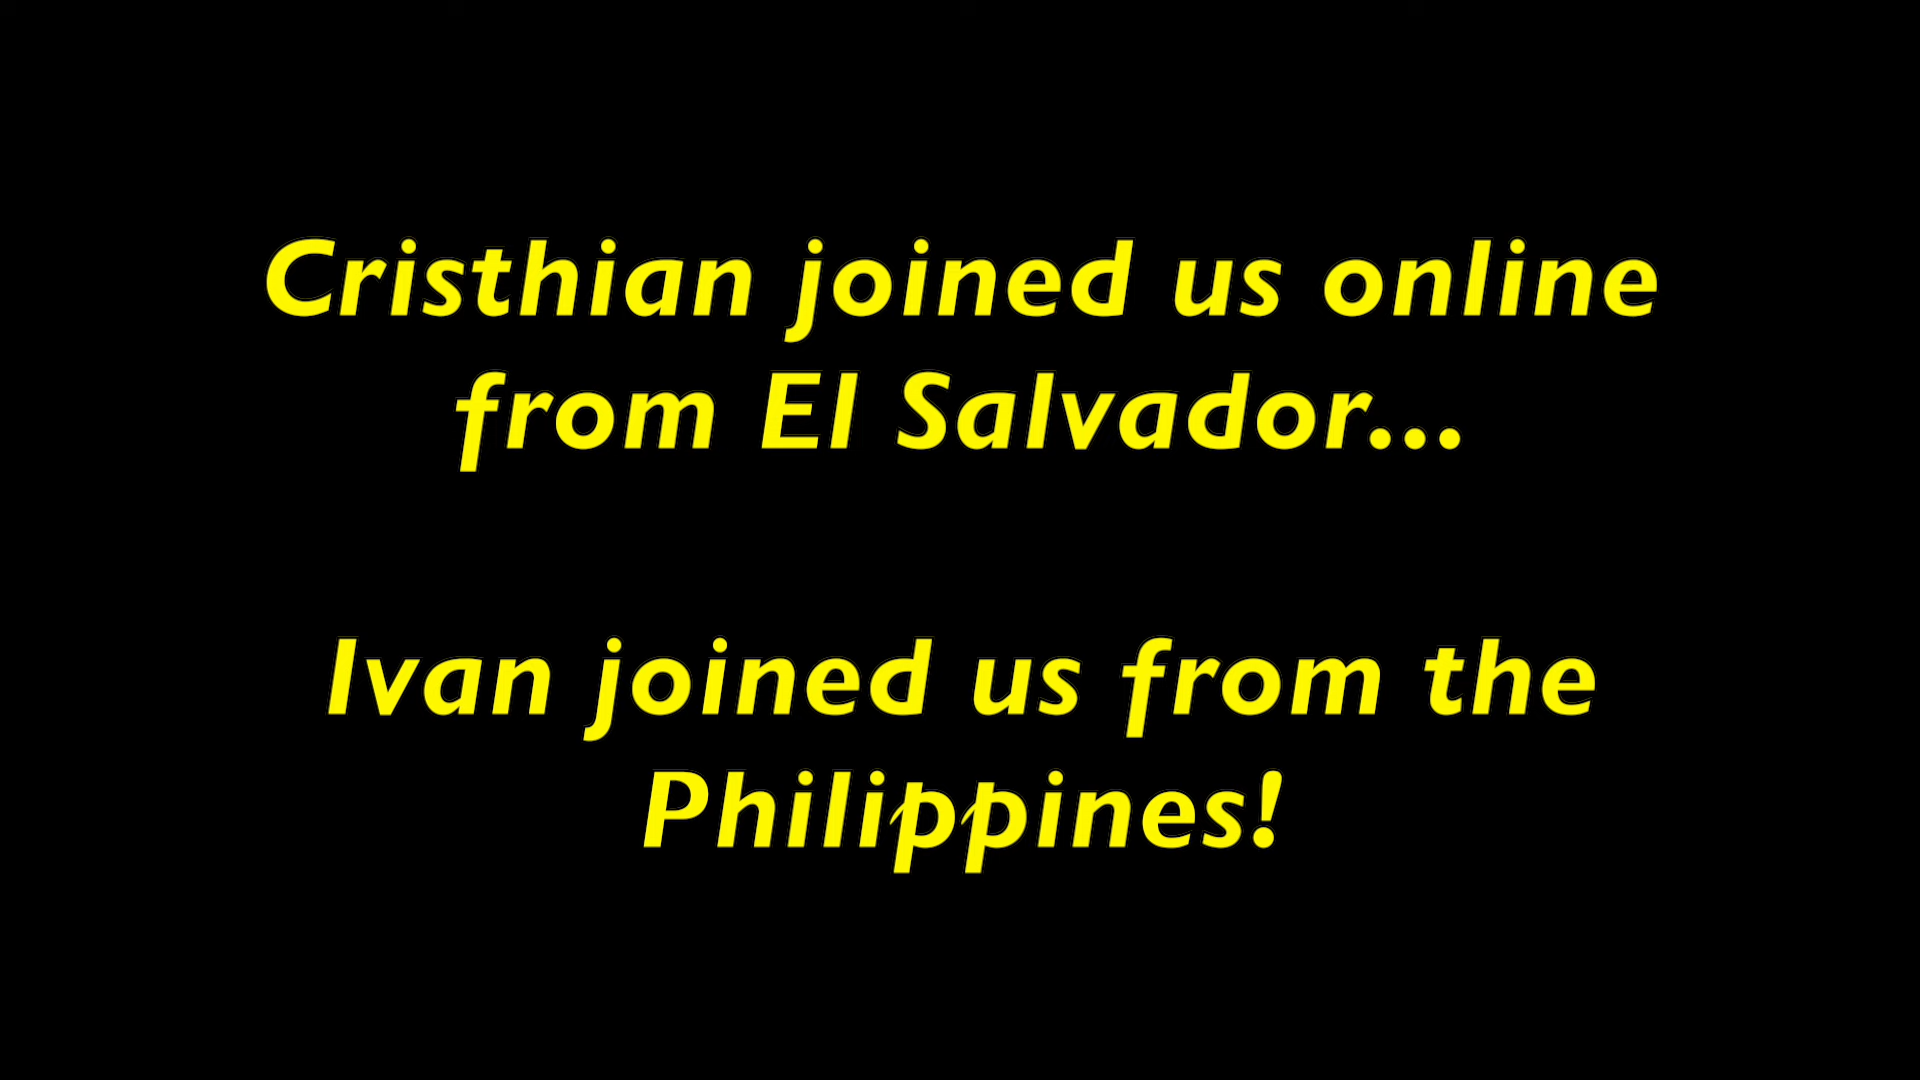 Cristhian joined us online
from El Salvador...
Ivan joined us from the
Philippines!